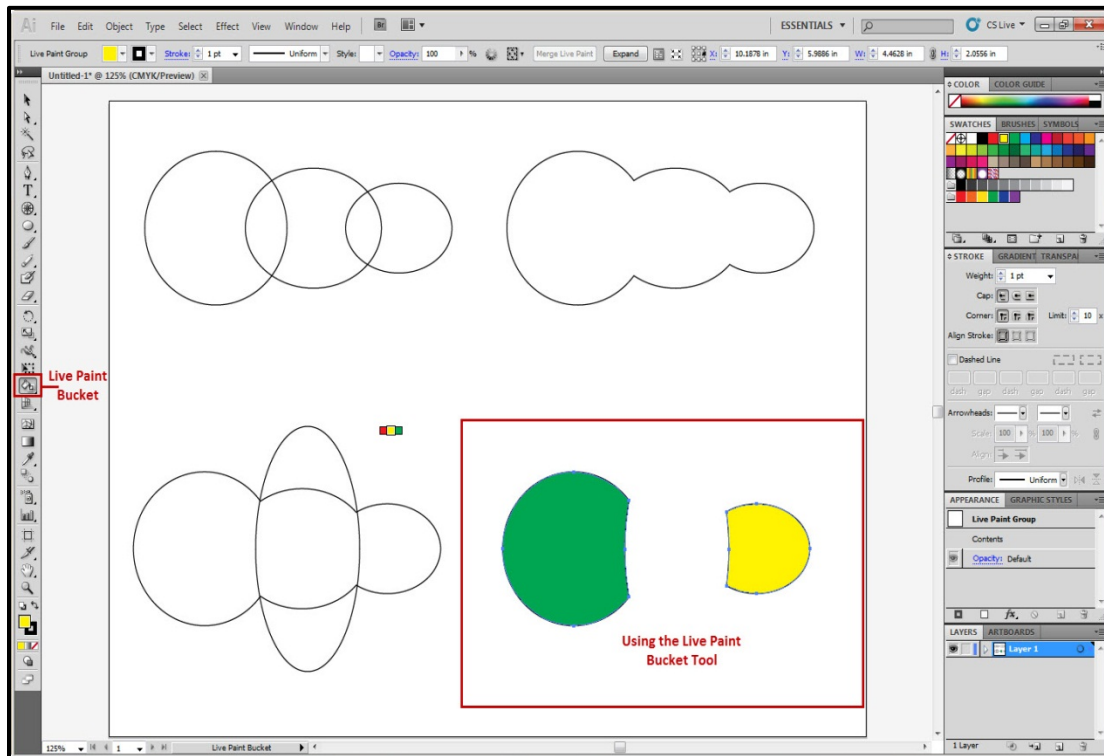 Ai File Edit Object Type Select Effect View Window Help Br ESSENTIALS CS Live
Live Paint Group Stroke: 1 pt Uniform Style: Opacity: 100 % Merge Live Paint Expand X: 10.1878 in Y: 5.9886 in W: 4.4628 in H: 2.0556 in
Untitled-1* @ 125% (CMYK/Preview)
COLOR COLOR GUIDE
SWATCHES BRUSHES SYMBOLS
STROKE GRADIENT TRANSPA
Weight: 1 pt
Cap:
Corner: Limit: 10 x
Align Stroke:
Dashed Line
dash gap dash gap dash gap
Arrowheads:
Scale: 100 % 100 %
Align:
Profile: Uniform
APPEARANCE GRAPHIC STYLES
Live Paint Group
Contents
Opacity: Default
fx
LAYERS ARTBOARDS
Layer 1
1 Layer
Live Paint
Bucket
Using the Live Paint
Bucket Tool
125% 1 Live Paint Bucket